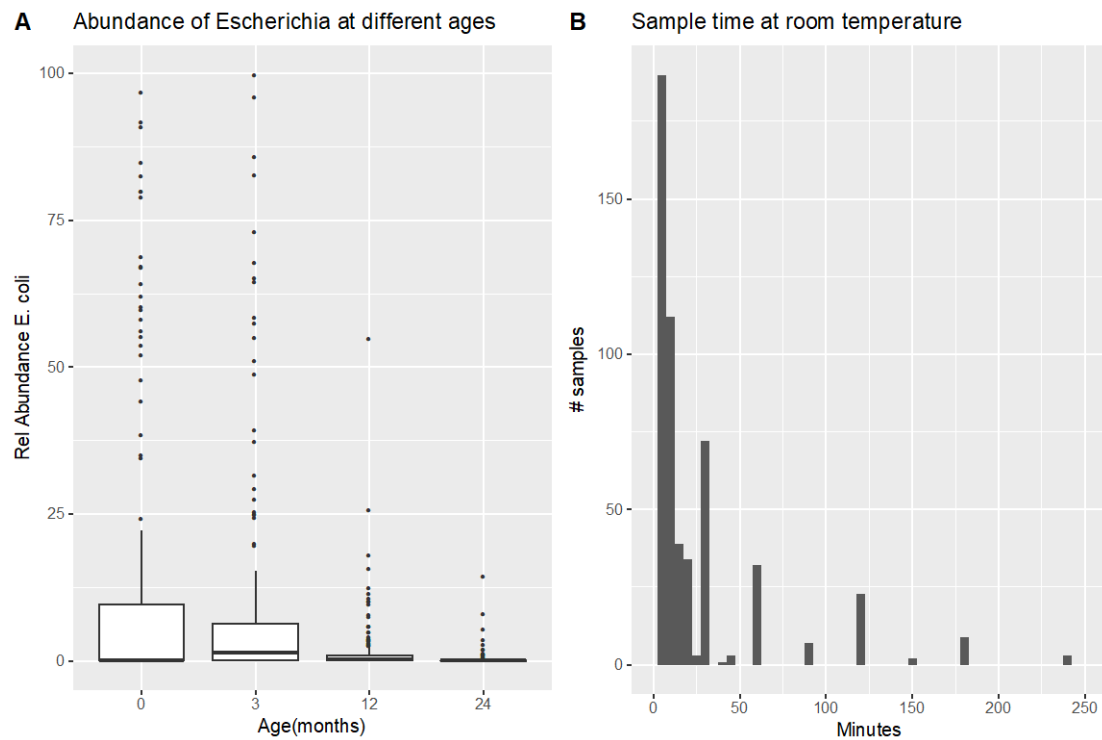 A
Abundance of Escherichia at different ages
100
75
50
25
0
Rel Abundance E. coli
0 3 12 24
Age(months)
B
Sample time at room temperature
150
100
50
0
# samples
0 50 100 150 200 250
Minutes